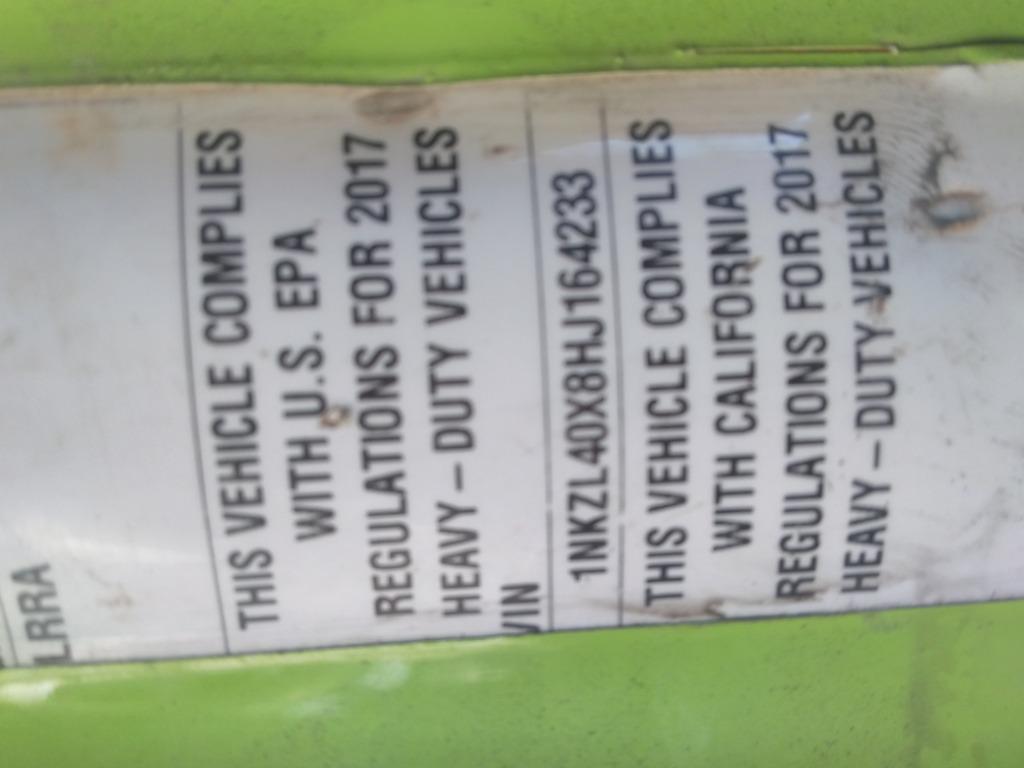 LRRA
THIS VEHICLE COMPLIES
WITH U.S. EPA
REGULATIONS FOR 2017
HEAVY – DUTY VEHICLES
VIN
1NKZL40X8HJ164233
THIS VEHICLE COMPLIES
WITH CALIFORNIA
REGULATIONS FOR 2017
HEAVY – DUTY VEHICLES